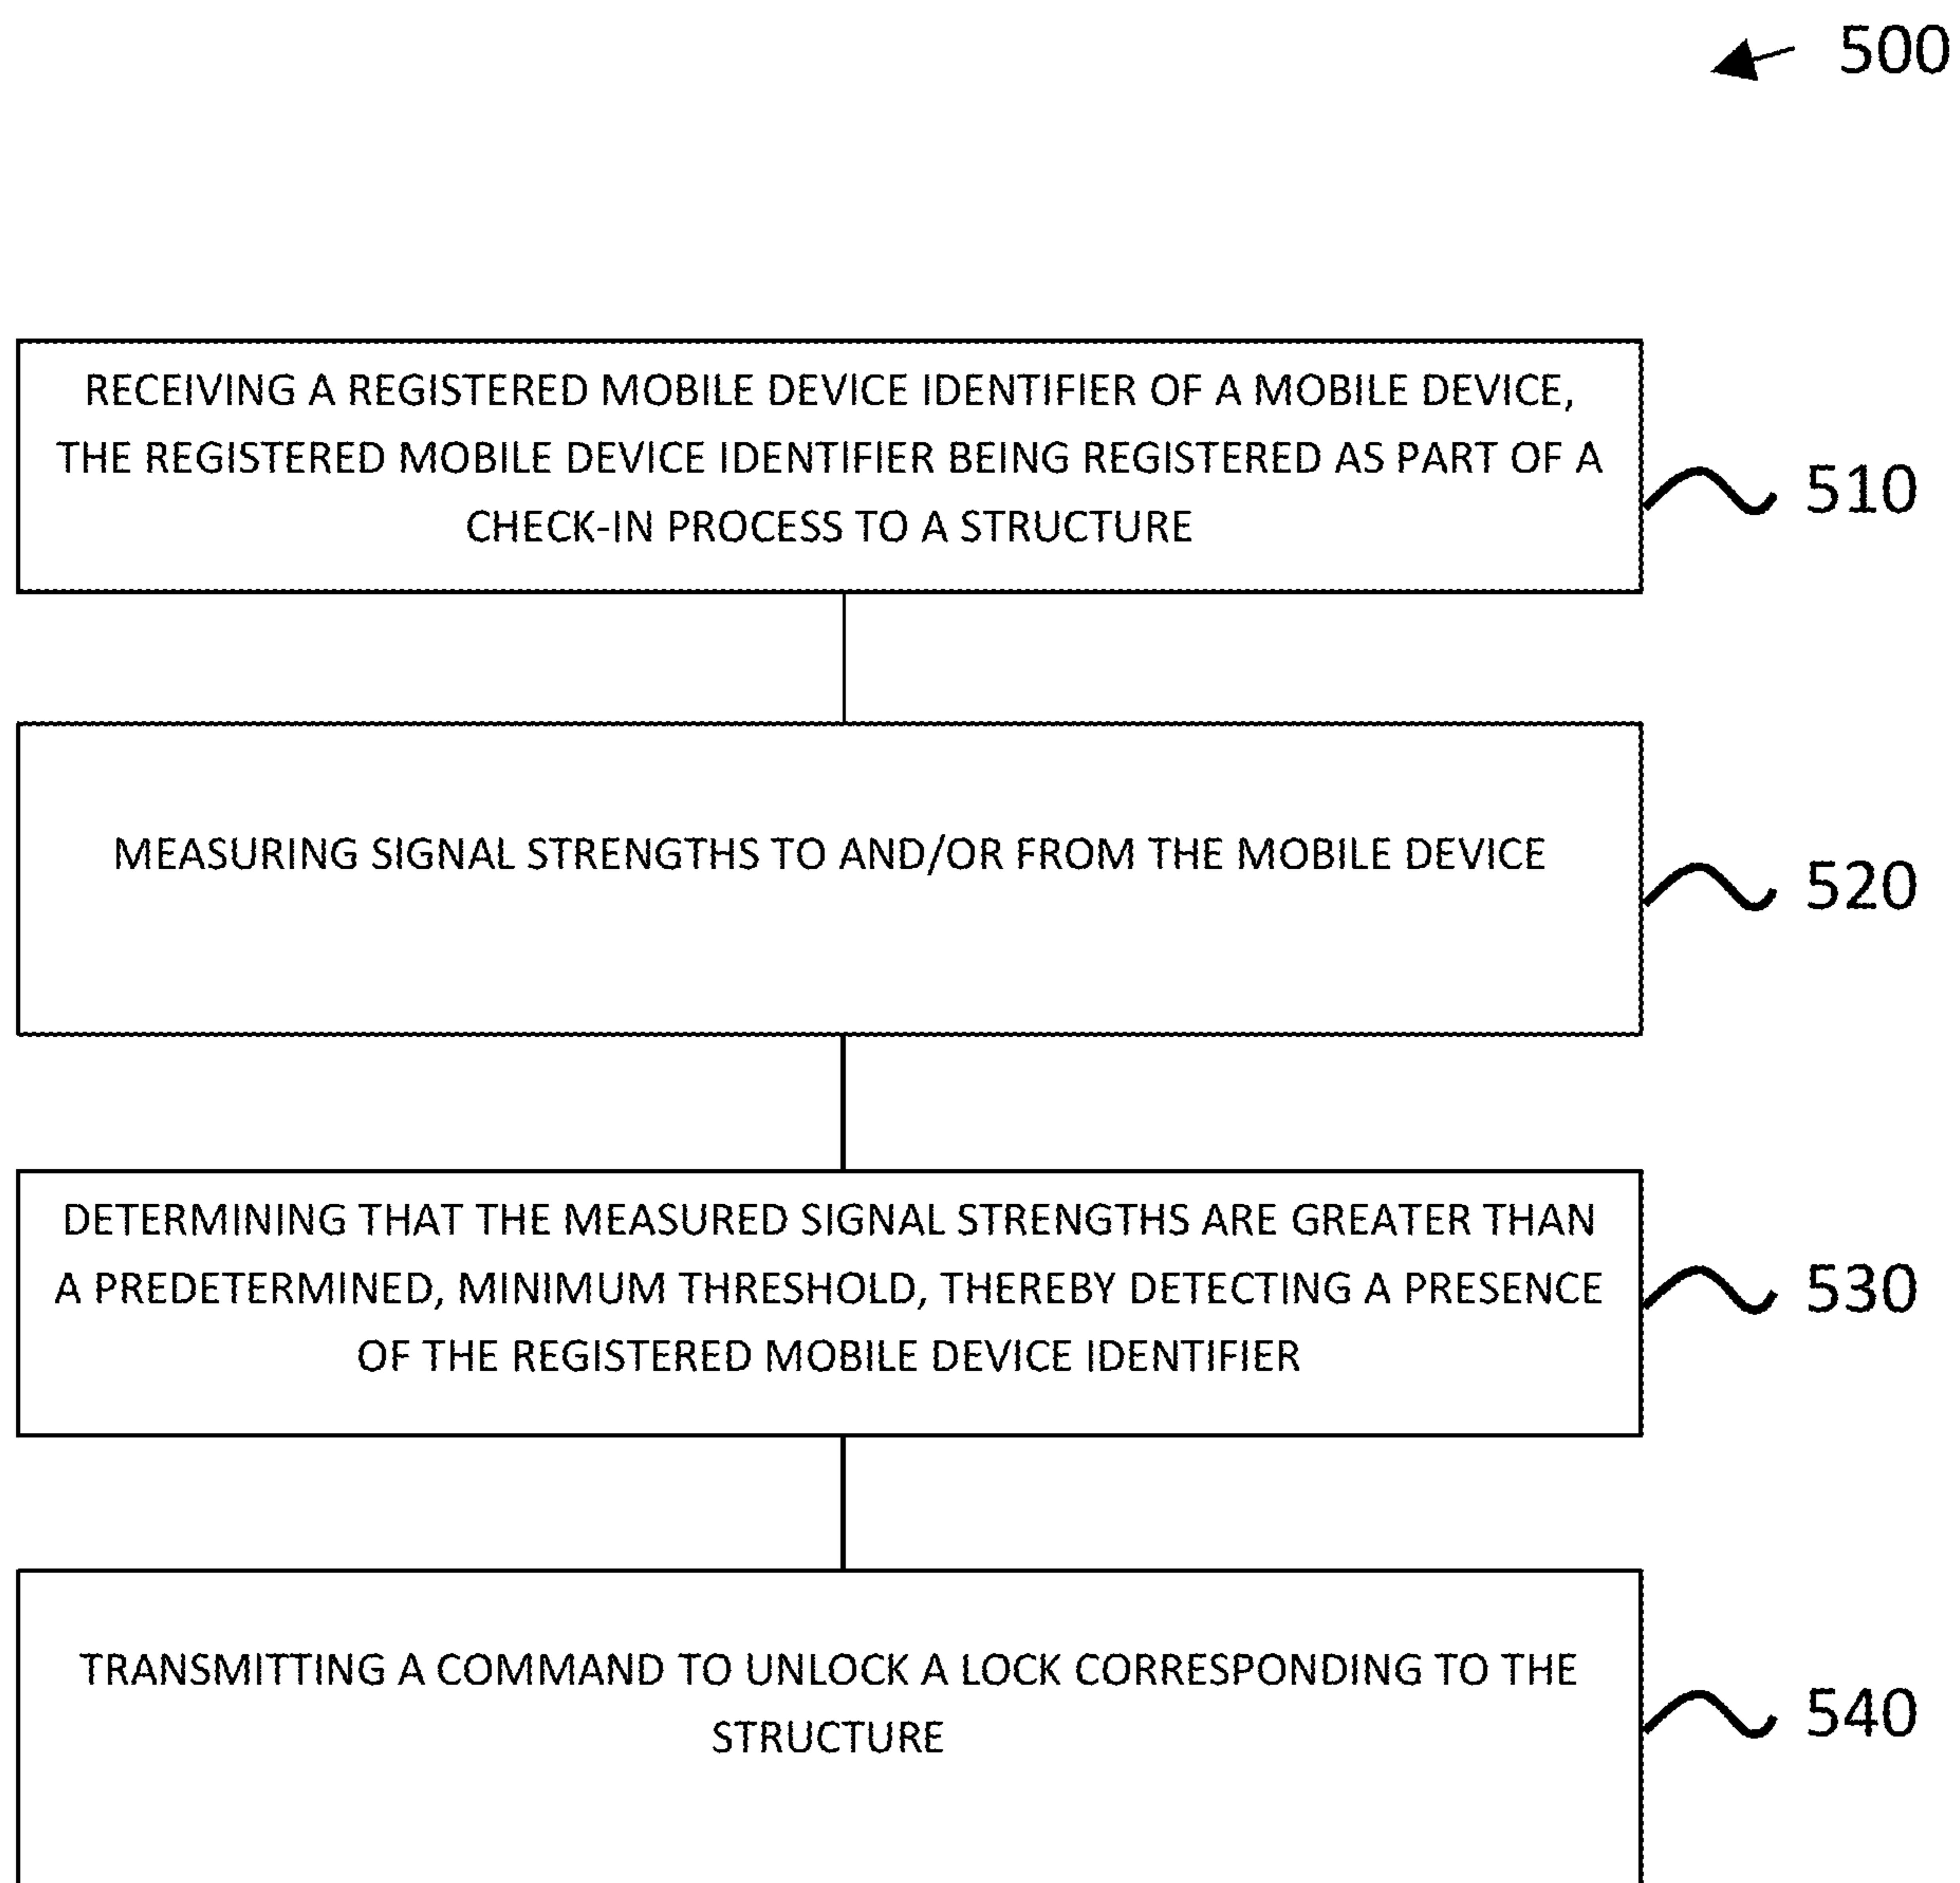 500
RECEIVING A REGISTERED MOBILE DEVICE IDENTIFIER OF A MOBILE DEVICE,
THE REGISTERED MOBILE DEVICE IDENTIFIER BEING REGISTERED AS PART OF A
CHECK-IN PROCESS TO A STRUCTURE
510
MEASURING SIGNAL STRENGTHS TO AND/OR FROM THE MOBILE DEVICE
520
DETERMINING THAT THE MEASURED SIGNAL STRENGTHS ARE GREATER THAN
A PREDETERMINED, MINIMUM THRESHOLD, THEREBY DETECTING A PRESENCE
OF THE REGISTERED MOBILE DEVICE IDENTIFIER
530
TRANSMITTING A COMMAND TO UNLOCK A LOCK CORRESPONDING TO THE
STRUCTURE
540